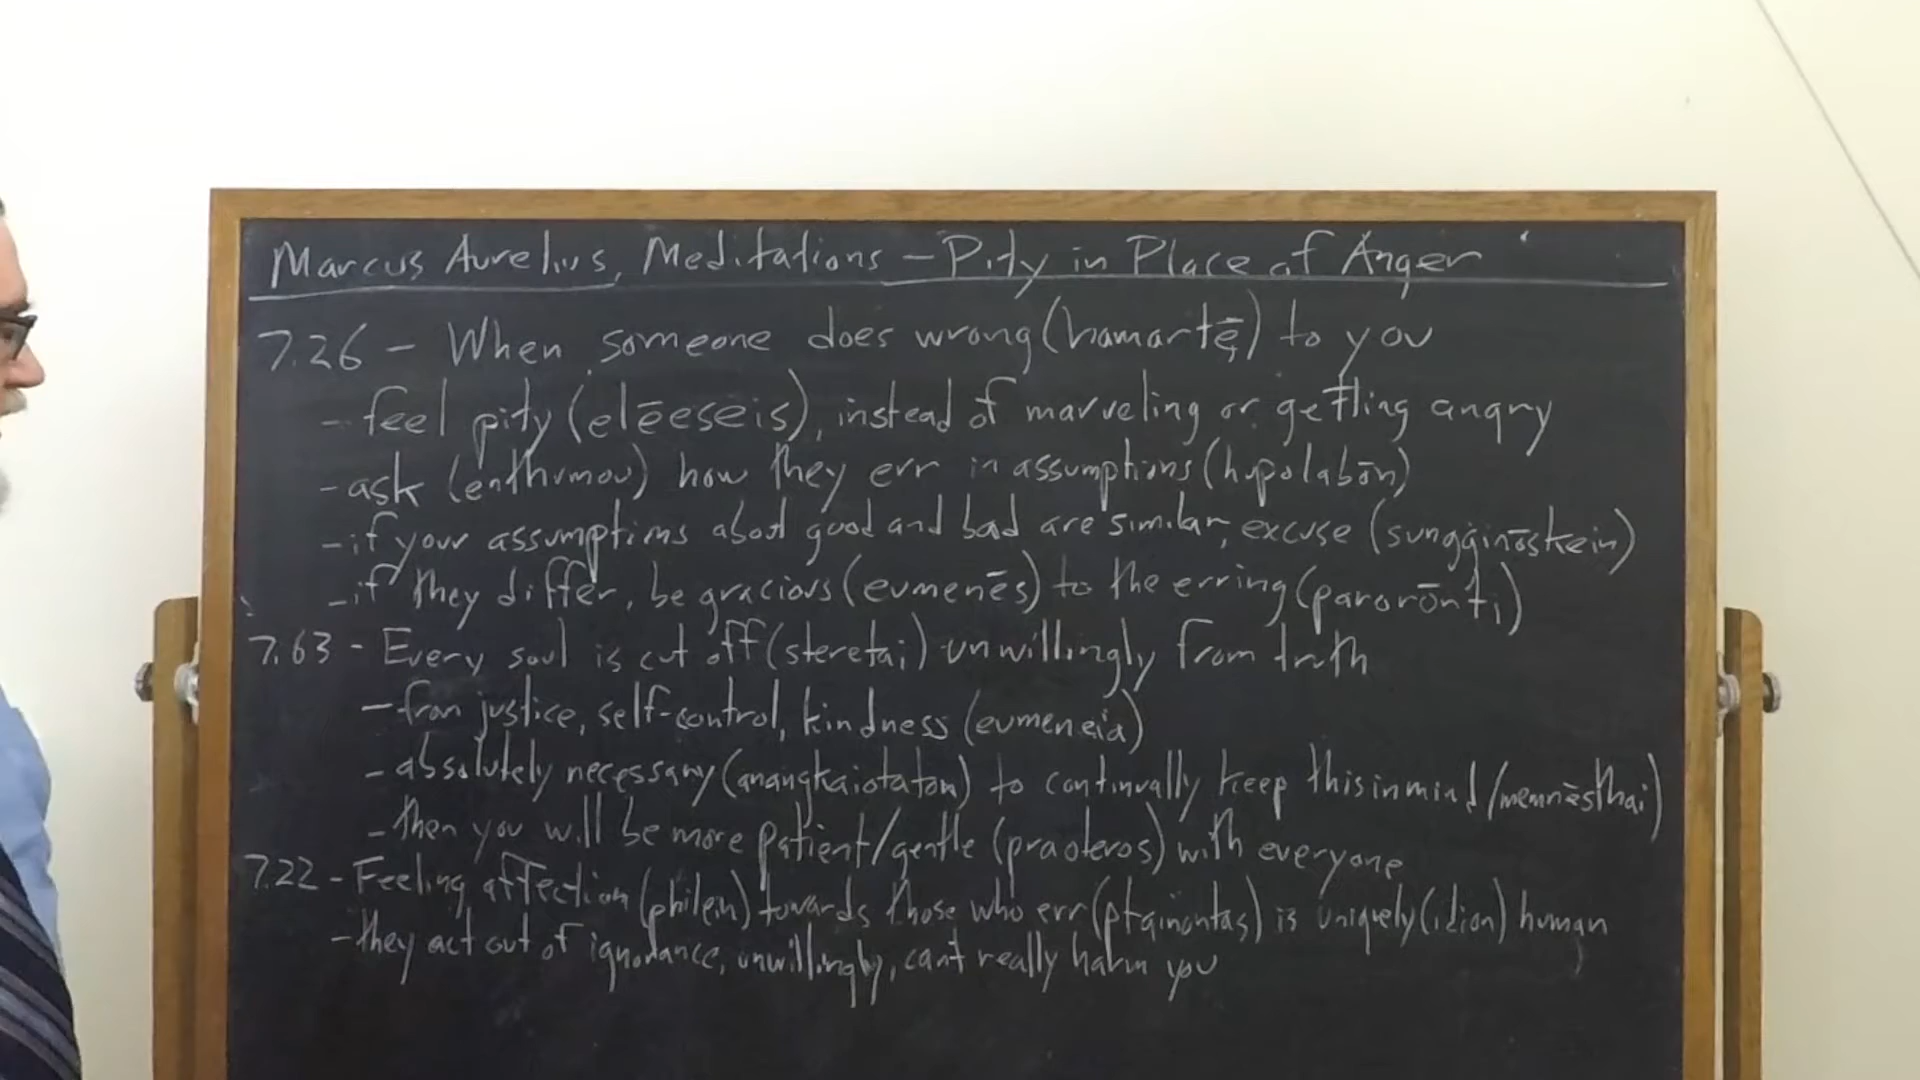 Marcus Aurelius, Meditations – Pity in Place of Anger
7.26 – When someone does wrong (hamartē̜) to you
- feel pity (elēeseis), instead of marveling or getting angry
- ask (enthumou) how they err in assumptions (hupolabōn)
- if your assumptions about good and bad are similar, excuse (sungginōskein)
- if they differ, be gracious (eumenēs) to the erring (parorōnti)
7.63 - Every soul is cut off (steretai) unwillingly from truth
- from justice, self-control, kindness (eumeneia)
- absolutely necessary (anangkaiotaton) to continually keep this in mind (memnēsthai)
- then you will be more patient/gentle (praoteros) with everyone
7.22 - Feeling affection (philein) towards those who err (ptaiontas) is uniquely (idion) human
- they act out of ignorance, unwillingly, can't really harm you